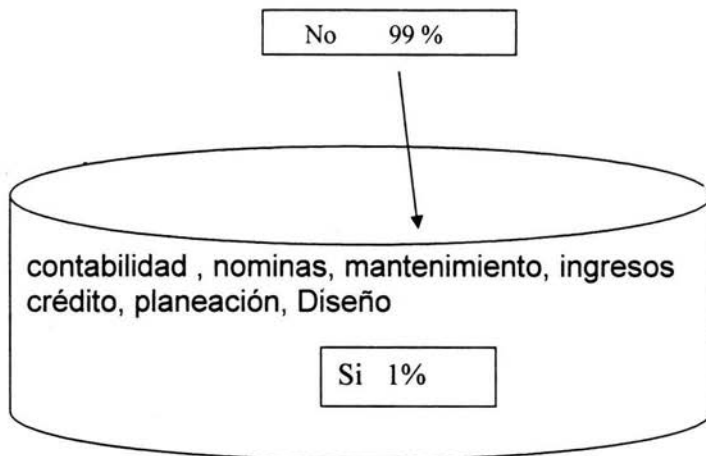 No 99 %
contabilidad , nominas, mantenimiento, ingresos
crédito, planeación, Diseño
Si 1%